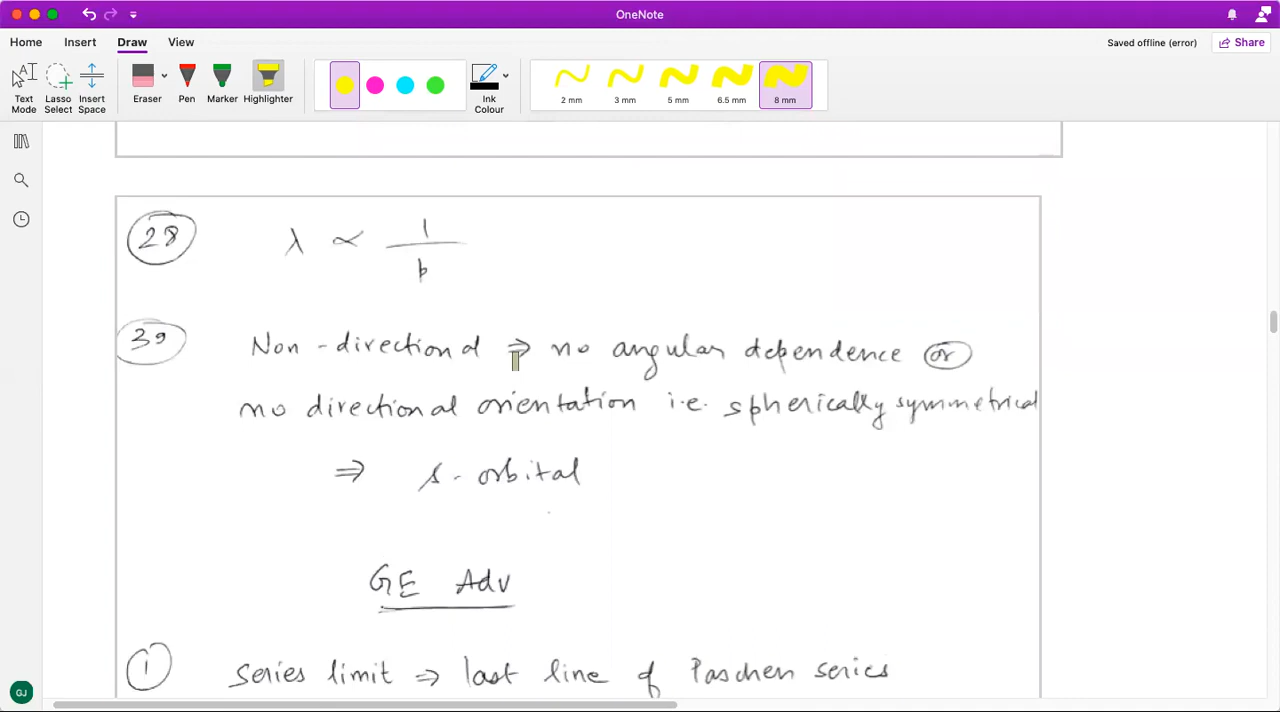 OneNote
Home Insert Draw View
Saved offline (error) Share
Text Mode Lasso Select Insert Space Eraser Pen Marker Highlighter Ink Colour 2 mm 3 mm 5 mm 6.5 mm 8 mm
28 λ ∝ 1/p
39 Non-directional ⇒ no angular dependence or
no directional orientation i.e. spherically symmetrical
⇒ s-orbital
GE Adv
1 Series limit ⇒ last line of Paschen series
GJ